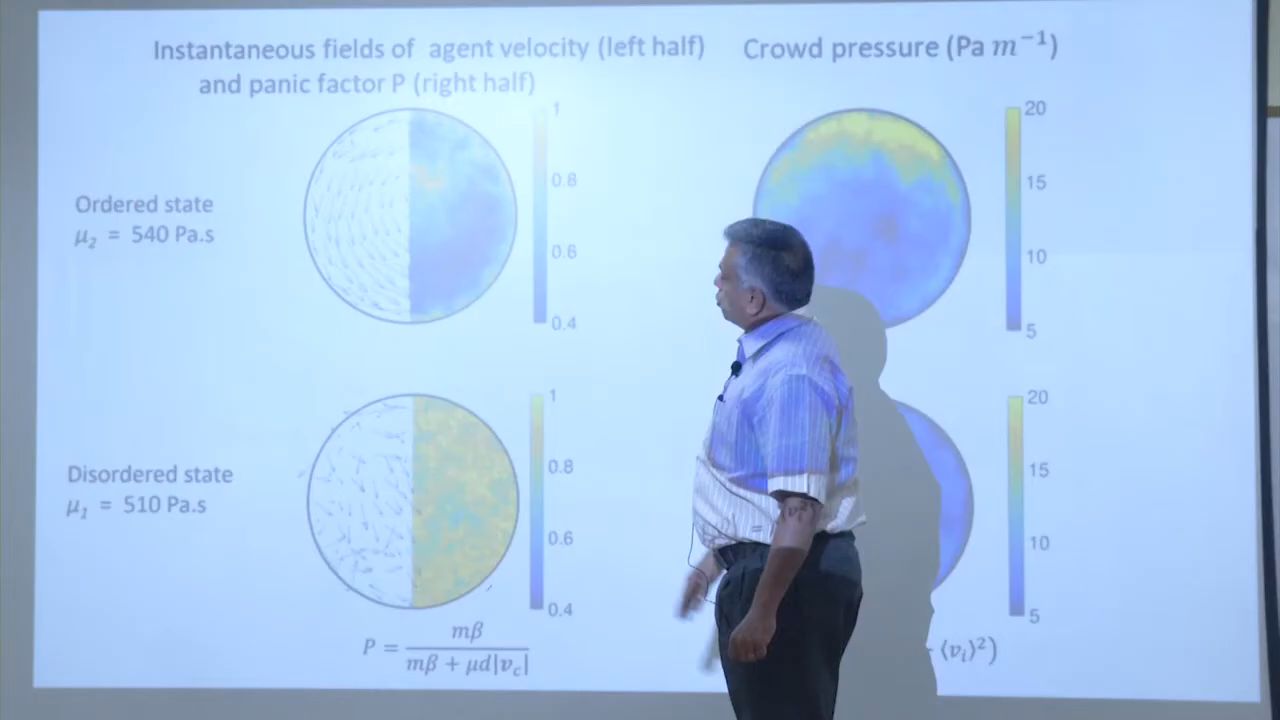 Instantaneous fields of agent velocity (left half)
and panic factor P (right half)
Crowd pressure (Pa m⁻¹)
1
0.8
0.6
0.4
20
15
10
5
Ordered state
μ₂ = 540 Pa.s
1
0.8
0.6
0.4
20
15
10
5
Disordered state
μ₁ = 510 Pa.s
P = mβ / (mβ + μd|v_c|)
⟨v_i⟩²)